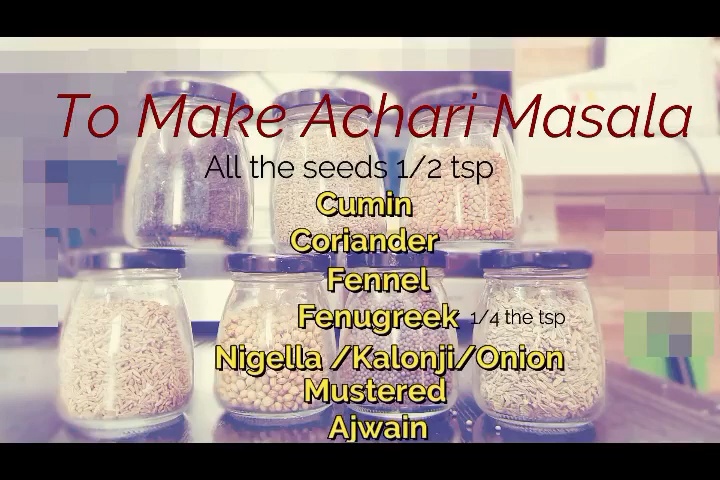 To Make Achari Masala
All the seeds 1/2 tsp
Cumin
Coriander
Fennel
Fenugreek 1/4 the tsp
Nigella /Kalonji/Onion
Mustered
Ajwain